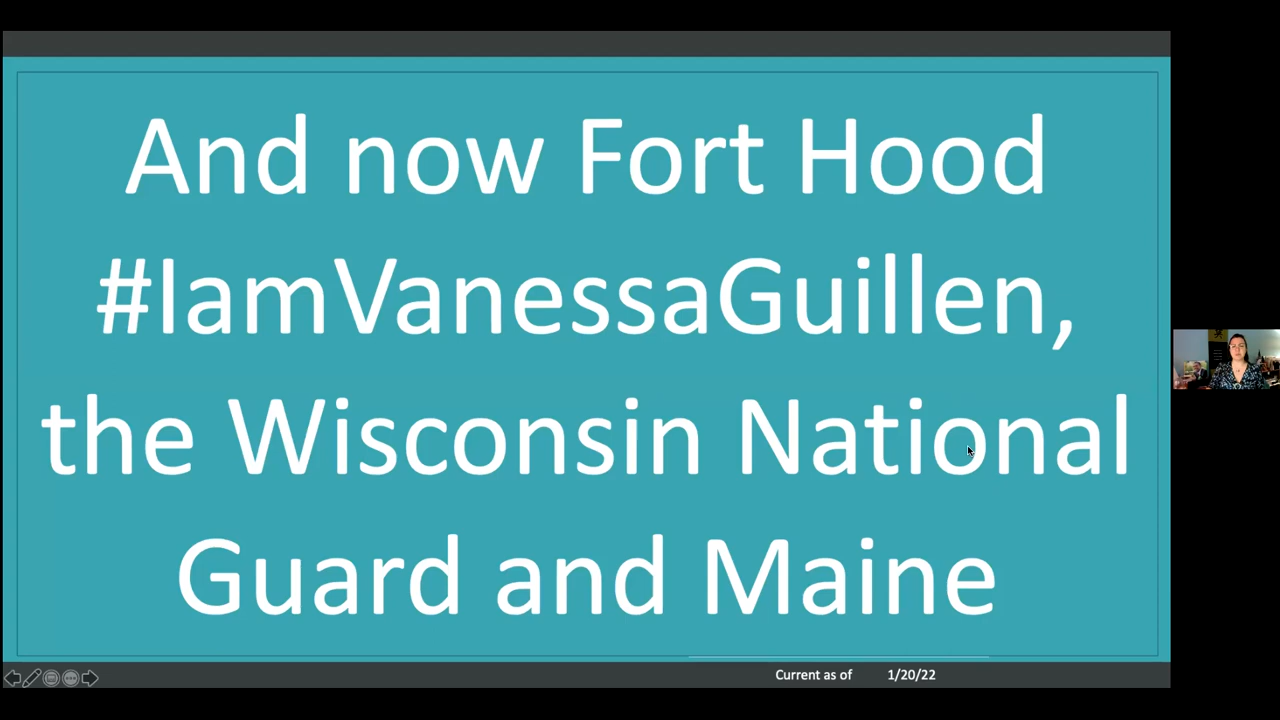 And now Fort Hood
#IamVanessaGuillen,
the Wisconsin National
Guard and Maine
Current as of 1/20/22